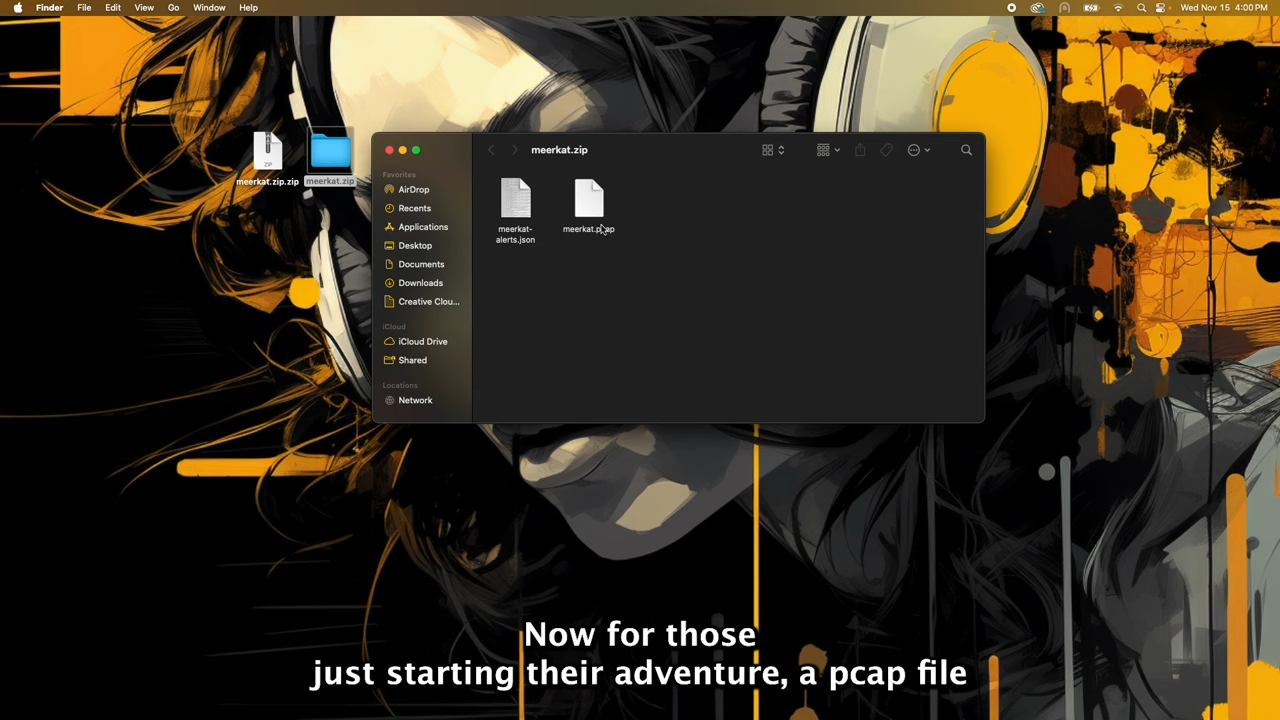 Finder File Edit View Go Window Help
Wed Nov 15 4:00 PM
ZIP
meerkat.zip.zip
meerkat.zip
meerkat.zip
Favorites
AirDrop
Recents
Applications
Desktop
Documents
Downloads
Creative Clou...
iCloud
iCloud Drive
Shared
Locations
Network
meerkat-
alerts.json
meerkat.pcap
Now for those
just starting their adventure, a pcap file